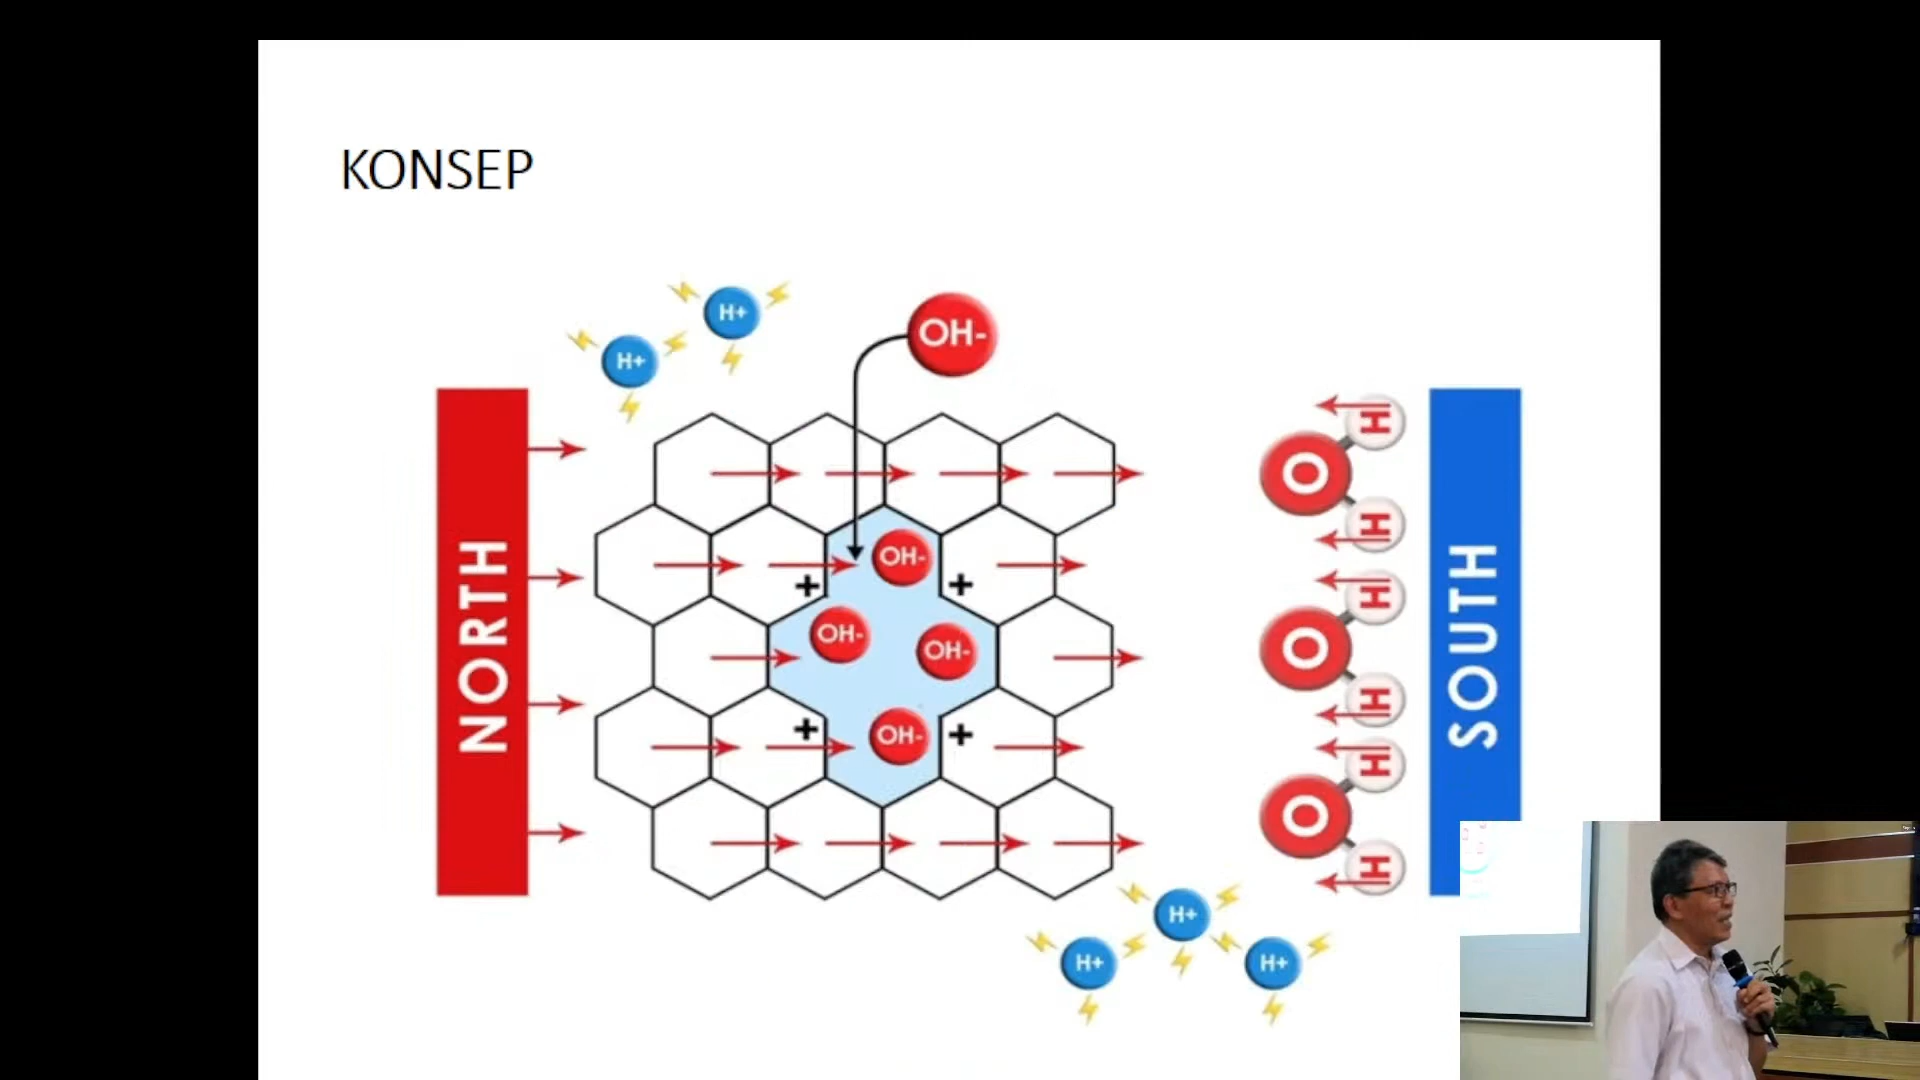 KONSEP
H+
H+
OH-
NORTH
OH-
OH-
OH-
OH-
+
+
+
+
H
O
H
H
O
H
H
O
H
SOUTH
H+
H+
H+